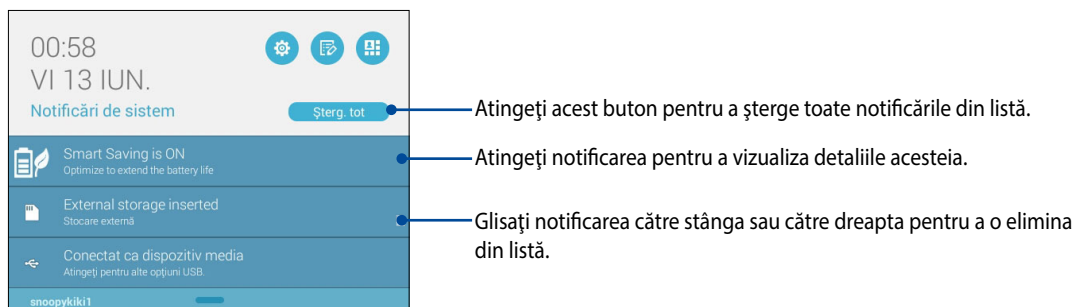 00:58
VI 13 IUN.
Notificări de sistem
Şterg. tot
Smart Saving is ON
Optimize to extend the battery life
External storage inserted
Stocare externă
Conectat ca dispozitiv media
Atingeţi pentru alte opţiuni USB.
snoopykiki1
Atingeţi acest buton pentru a şterge toate notificările din listă.
Atingeţi notificarea pentru a vizualiza detaliile acesteia.
Glisaţi notificarea către stânga sau către dreapta pentru a o elimina
din listă.